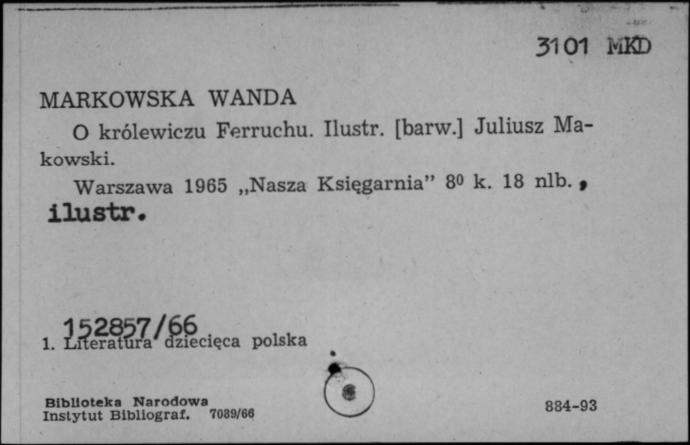 3101 MKD
MARKOWSKA WANDA
O królewiczu Ferruchu. Ilustr. [barw.] Juliusz Ma-
kowski.
Warszawa 1965 „Nasza Księgarnia” 8⁰ k. 18 nlb.,
ilustr.
152857/66
1. Literatura dziecięca polska
Biblioteka Narodowa
Instytut Bibliograf. 7089/66
884-93